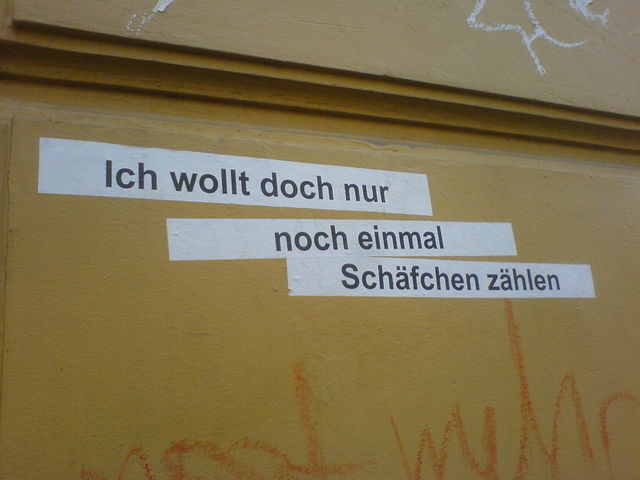 Ich wollt doch nur
noch einmal
Schäfchen zählen